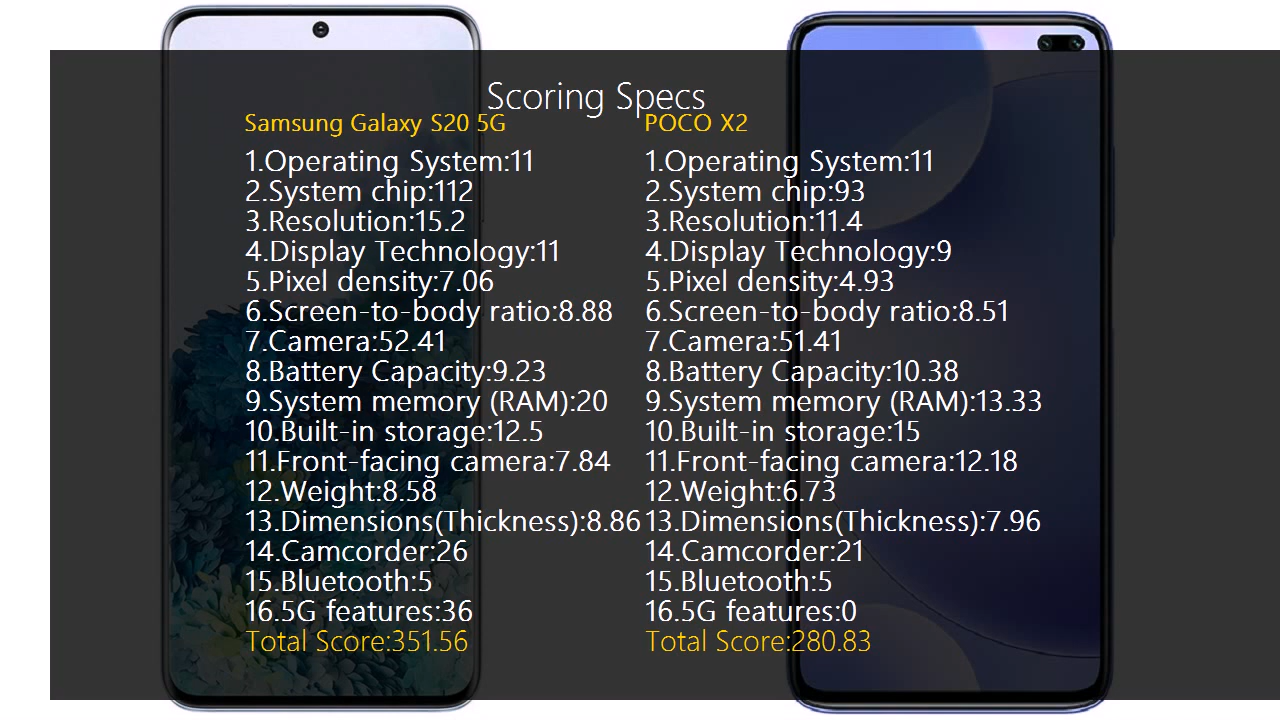 Scoring Specs
Samsung Galaxy S20 5G
1.Operating System:11
2.System chip:112
3.Resolution:15.2
4.Display Technology:11
5.Pixel density:7.06
6.Screen-to-body ratio:8.88
7.Camera:52.41
8.Battery Capacity:9.23
9.System memory (RAM):20
10.Built-in storage:12.5
11.Front-facing camera:7.84
12.Weight:8.58
13.Dimensions(Thickness):8.86
14.Camcorder:26
15.Bluetooth:5
16.5G features:36
Total Score:351.56
POCO X2
1.Operating System:11
2.System chip:93
3.Resolution:11.4
4.Display Technology:9
5.Pixel density:4.93
6.Screen-to-body ratio:8.51
7.Camera:51.41
8.Battery Capacity:10.38
9.System memory (RAM):13.33
10.Built-in storage:15
11.Front-facing camera:12.18
12.Weight:6.73
13.Dimensions(Thickness):7.96
14.Camcorder:21
15.Bluetooth:5
16.5G features:0
Total Score:280.83